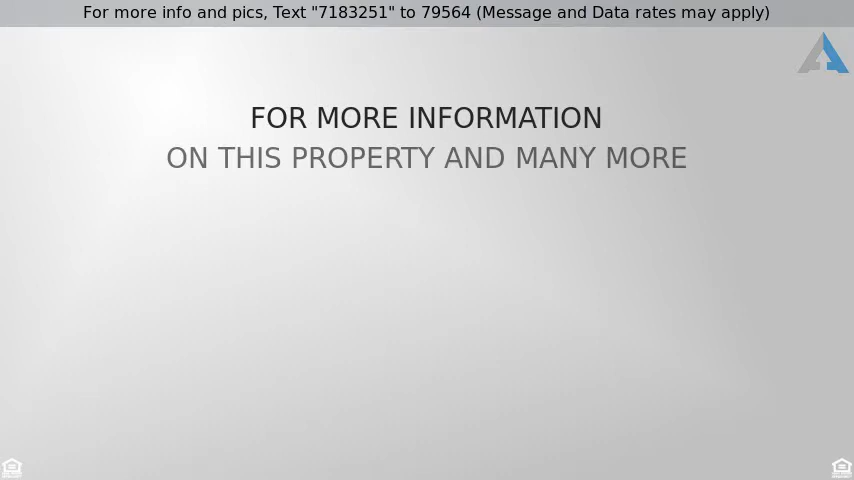 For more info and pics, Text "7183251" to 79564 (Message and Data rates may apply)
FOR MORE INFORMATION
ON THIS PROPERTY AND MANY MORE